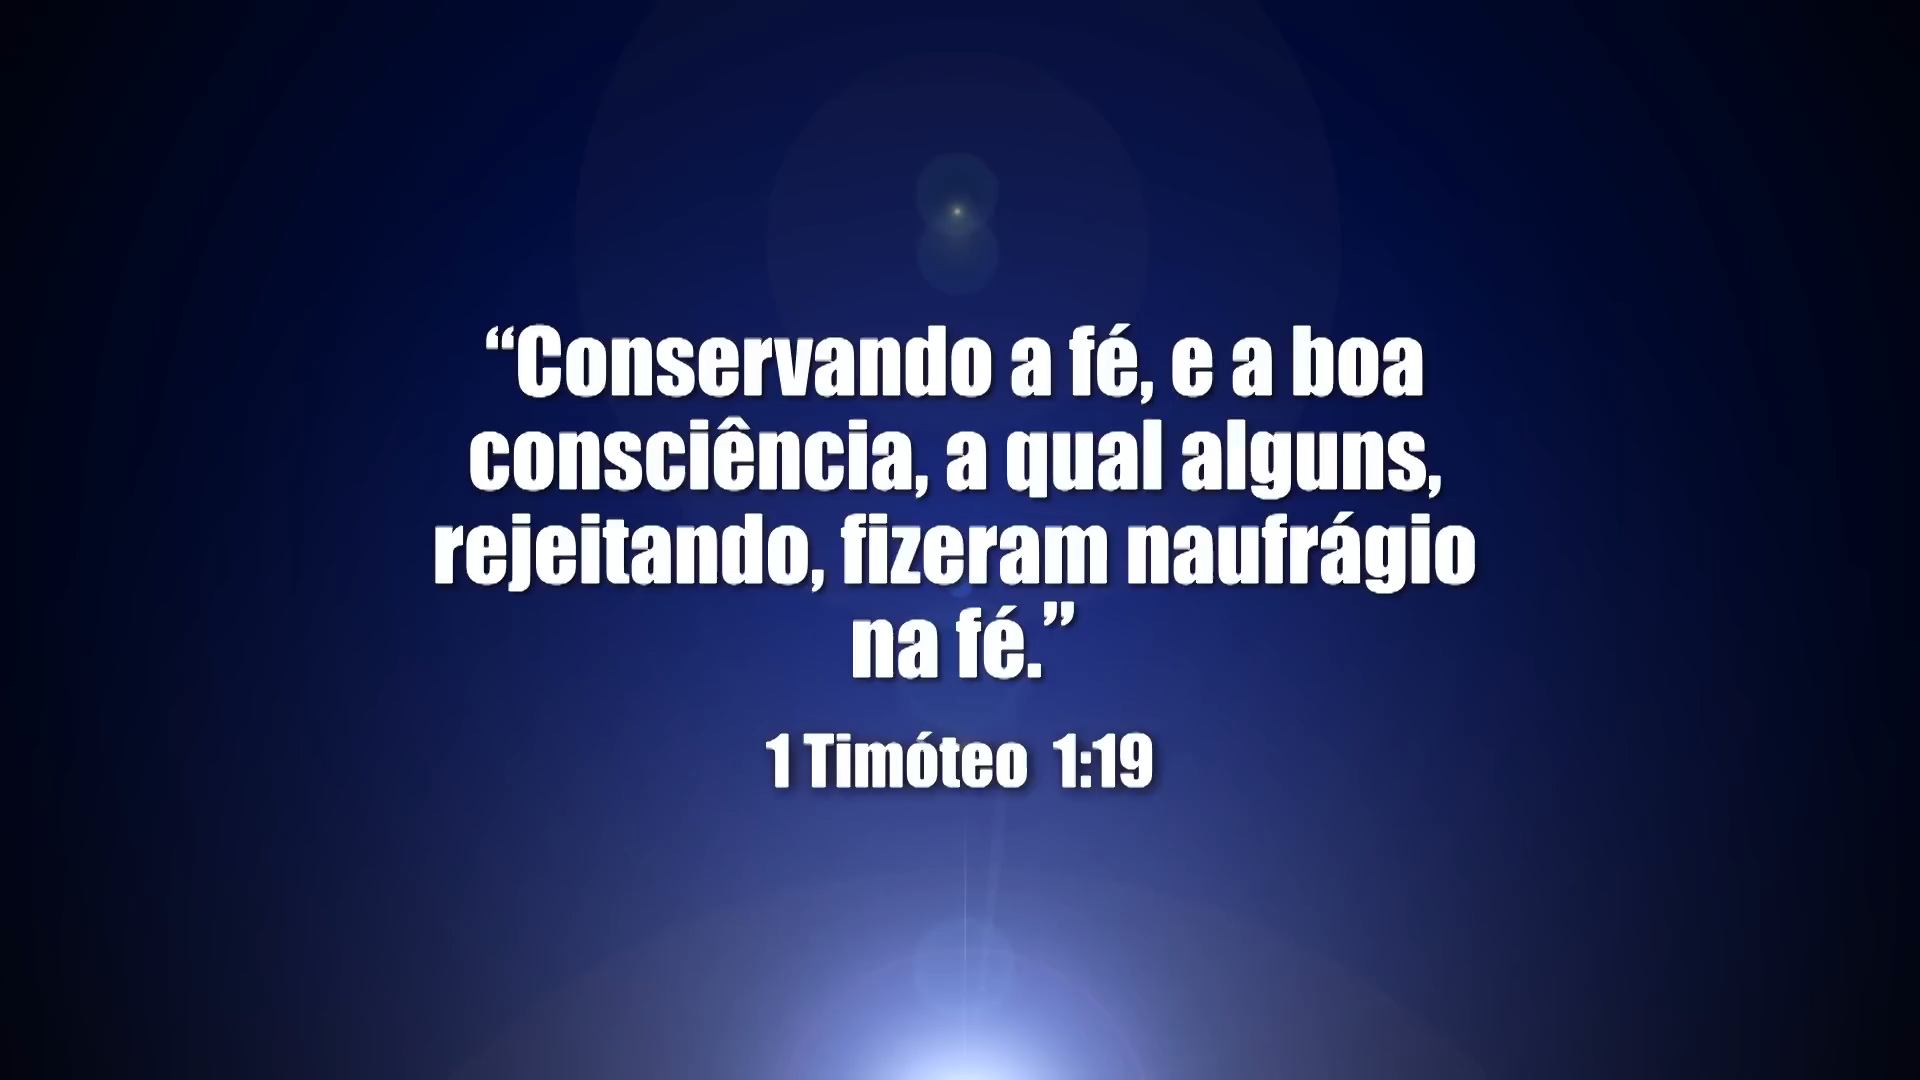 “Conservando a fé, e a boa
consciência, a qual alguns,
rejeitando, fizeram naufrágio
na fé.”
1 Timóteo 1:19